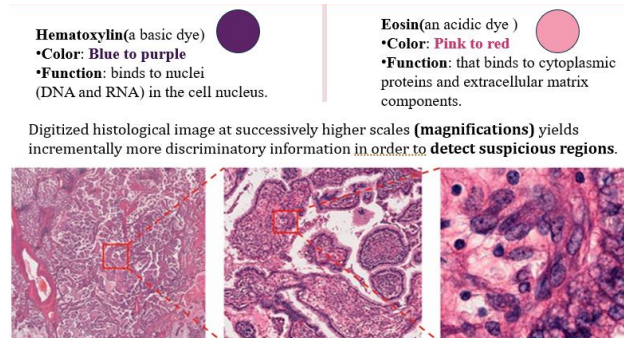 Hematoxylin(a basic dye)
•Color: Blue to purple
•Function: binds to nuclei
(DNA and RNA) in the cell nucleus.
Eosin(an acidic dye )
•Color: Pink to red
•Function: that binds to cytoplasmic
proteins and extracellular matrix
components.
Digitized histological image at successively higher scales (magnifications) yields
incrementally more discriminatory information in order to detect suspicious regions.